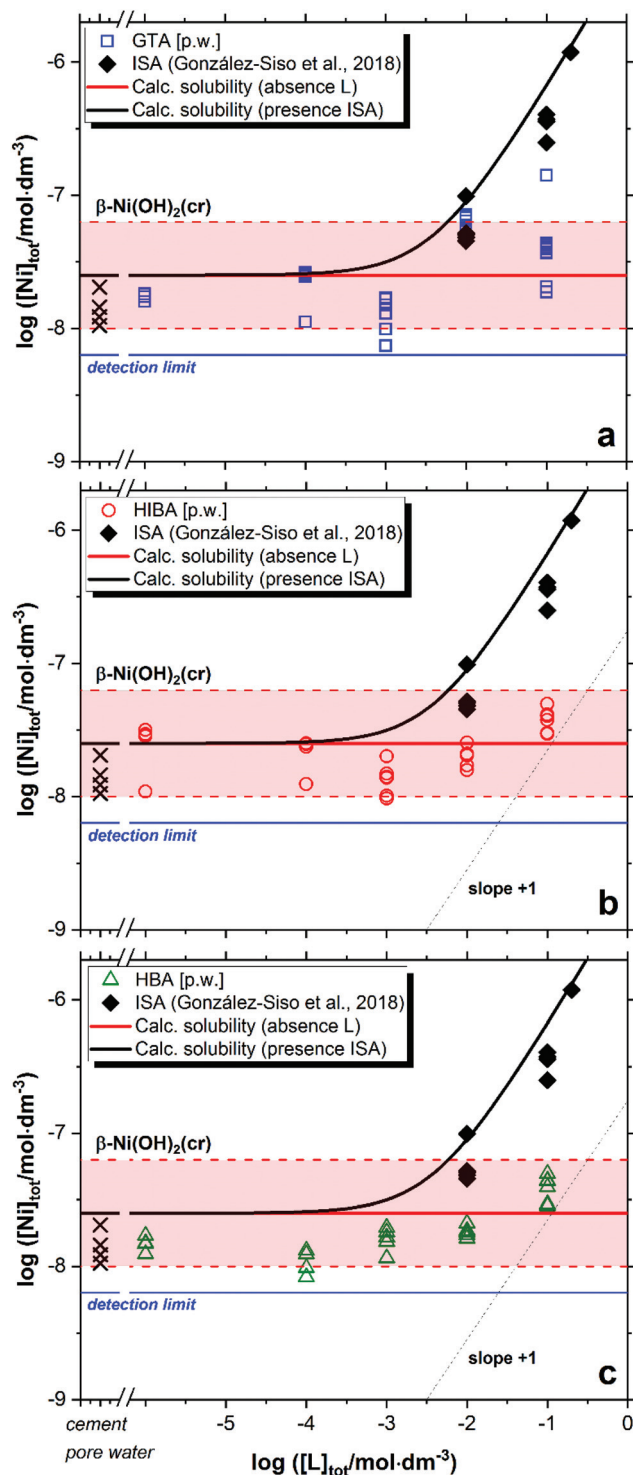 -6
GTA [p.w.]
ISA (González-Siso et al., 2018)
Calc. solubility (absence L)
Calc. solubility (presence ISA)
log ([Ni]tot/mol·dm-3)
-7
β-Ni(OH)2(cr)
-8
detection limit
-9
a
-6
HIBA [p.w.]
ISA (González-Siso et al., 2018)
Calc. solubility (absence L)
Calc. solubility (presence ISA)
log ([Ni]tot/mol·dm-3)
-7
β-Ni(OH)2(cr)
-8
detection limit
slope +1
-9
b
-6
HBA [p.w.]
ISA (González-Siso et al., 2018)
Calc. solubility (absence L)
Calc. solubility (presence ISA)
log ([Ni]tot/mol·dm-3)
-7
β-Ni(OH)2(cr)
-8
detection limit
slope +1
-9
c
cement
pore water
-5 -4 -3 -2 -1 0
log ([L]tot/mol·dm-3)